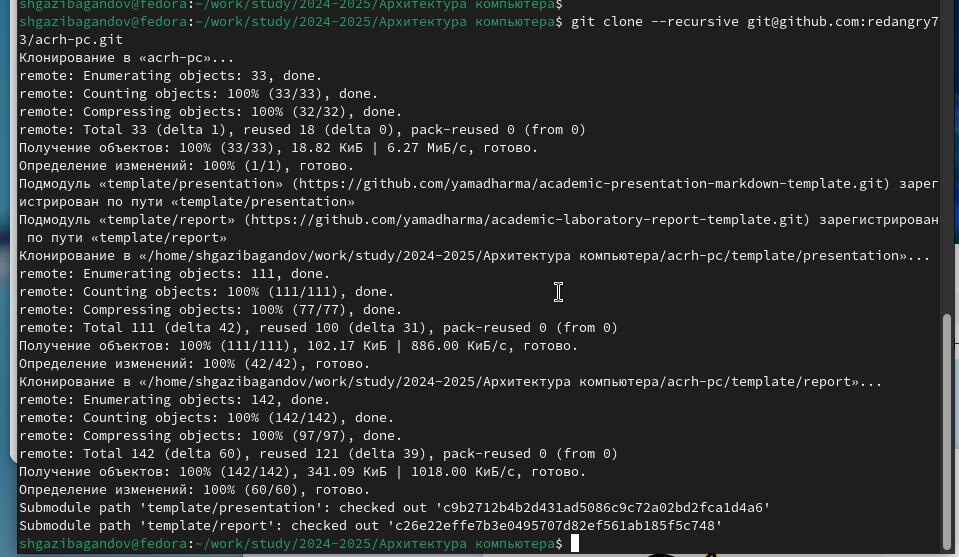 shgazibagandov@fedora:~/work/study/2024-2025/Архитектура компьютера$
shgazibagandov@fedora:~/work/study/2024-2025/Архитектура компьютера$ git clone --recursive git@github.com:redangry7
3/acrh-pc.git
Клонирование в «acrh-pc»...
remote: Enumerating objects: 33, done.
remote: Counting objects: 100% (33/33), done.
remote: Compressing objects: 100% (32/32), done.
remote: Total 33 (delta 1), reused 18 (delta 0), pack-reused 0 (from 0)
Получение объектов: 100% (33/33), 18.82 КиБ | 6.27 МиБ/с, готово.
Определение изменений: 100% (1/1), готово.
Подмодуль «template/presentation» (https://github.com/yamadharma/academic-presentation-markdown-template.git) зарег
истрирован по пути «template/presentation»
Подмодуль «template/report» (https://github.com/yamadharma/academic-laboratory-report-template.git) зарегистрирован
 по пути «template/report»
Клонирование в «/home/shgazibagandov/work/study/2024-2025/Архитектура компьютера/acrh-pc/template/presentation»...
remote: Enumerating objects: 111, done.
remote: Counting objects: 100% (111/111), done.
remote: Compressing objects: 100% (77/77), done.
remote: Total 111 (delta 42), reused 100 (delta 31), pack-reused 0 (from 0)
Получение объектов: 100% (111/111), 102.17 КиБ | 886.00 КиБ/с, готово.
Определение изменений: 100% (42/42), готово.
Клонирование в «/home/shgazibagandov/work/study/2024-2025/Архитектура компьютера/acrh-pc/template/report»...
remote: Enumerating objects: 142, done.
remote: Counting objects: 100% (142/142), done.
remote: Compressing objects: 100% (97/97), done.
remote: Total 142 (delta 60), reused 121 (delta 39), pack-reused 0 (from 0)
Получение объектов: 100% (142/142), 341.09 КиБ | 1018.00 КиБ/с, готово.
Определение изменений: 100% (60/60), готово.
Submodule path 'template/presentation': checked out 'c9b2712b4b2d431ad5086c9c72a02bd2fca1d4a6'
Submodule path 'template/report': checked out 'c26e22effe7b3e0495707d82ef561ab185f5c748'
shgazibagandov@fedora:~/work/study/2024-2025/Архитектура компьютера$